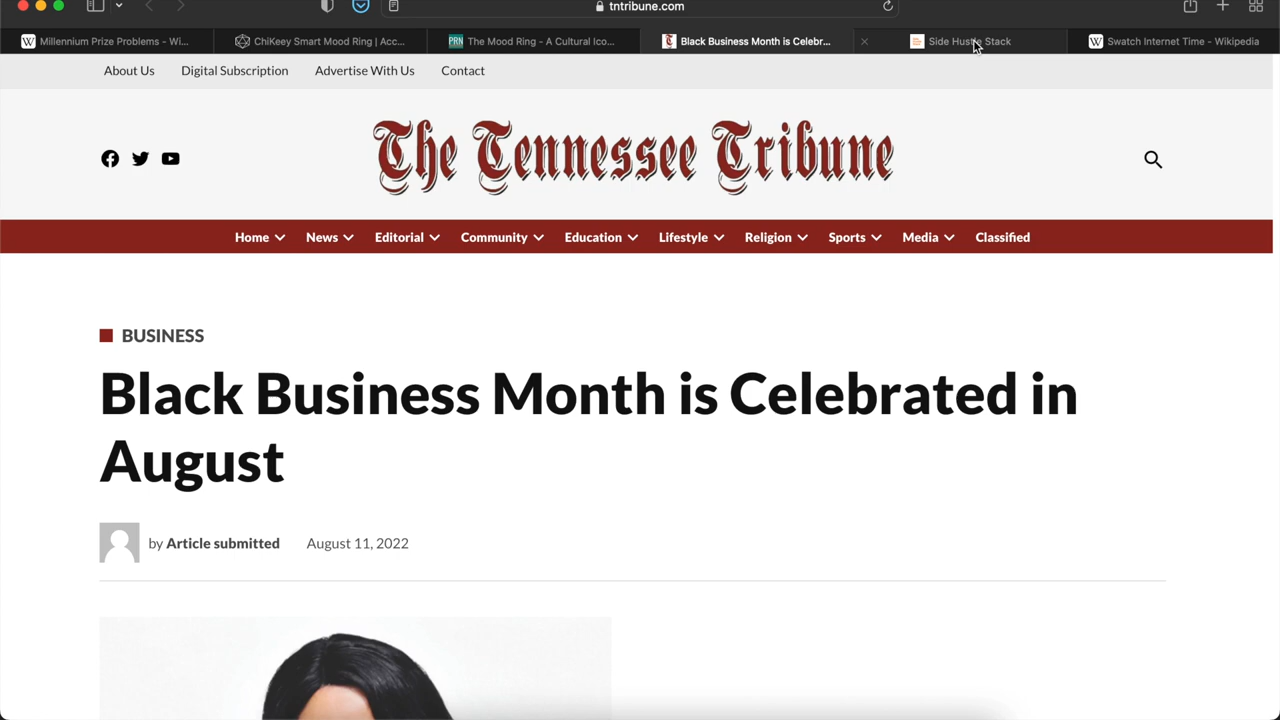 tntribune.com
Millennium Prize Problems - Wi...
ChiKey Smart Mood Ring | Acc...
PRN The Mood Ring - A Cultural Ico...
Black Business Month is Celebr...
Side Hustle Stack
Swatch Internet Time - Wikipedia
About Us
Digital Subscription
Advertise With Us
Contact
The Tennessee Tribune
Home
News
Editorial
Community
Education
Lifestyle
Religion
Sports
Media
Classified
BUSINESS
Black Business Month is Celebrated in
August
by Article submitted
August 11, 2022